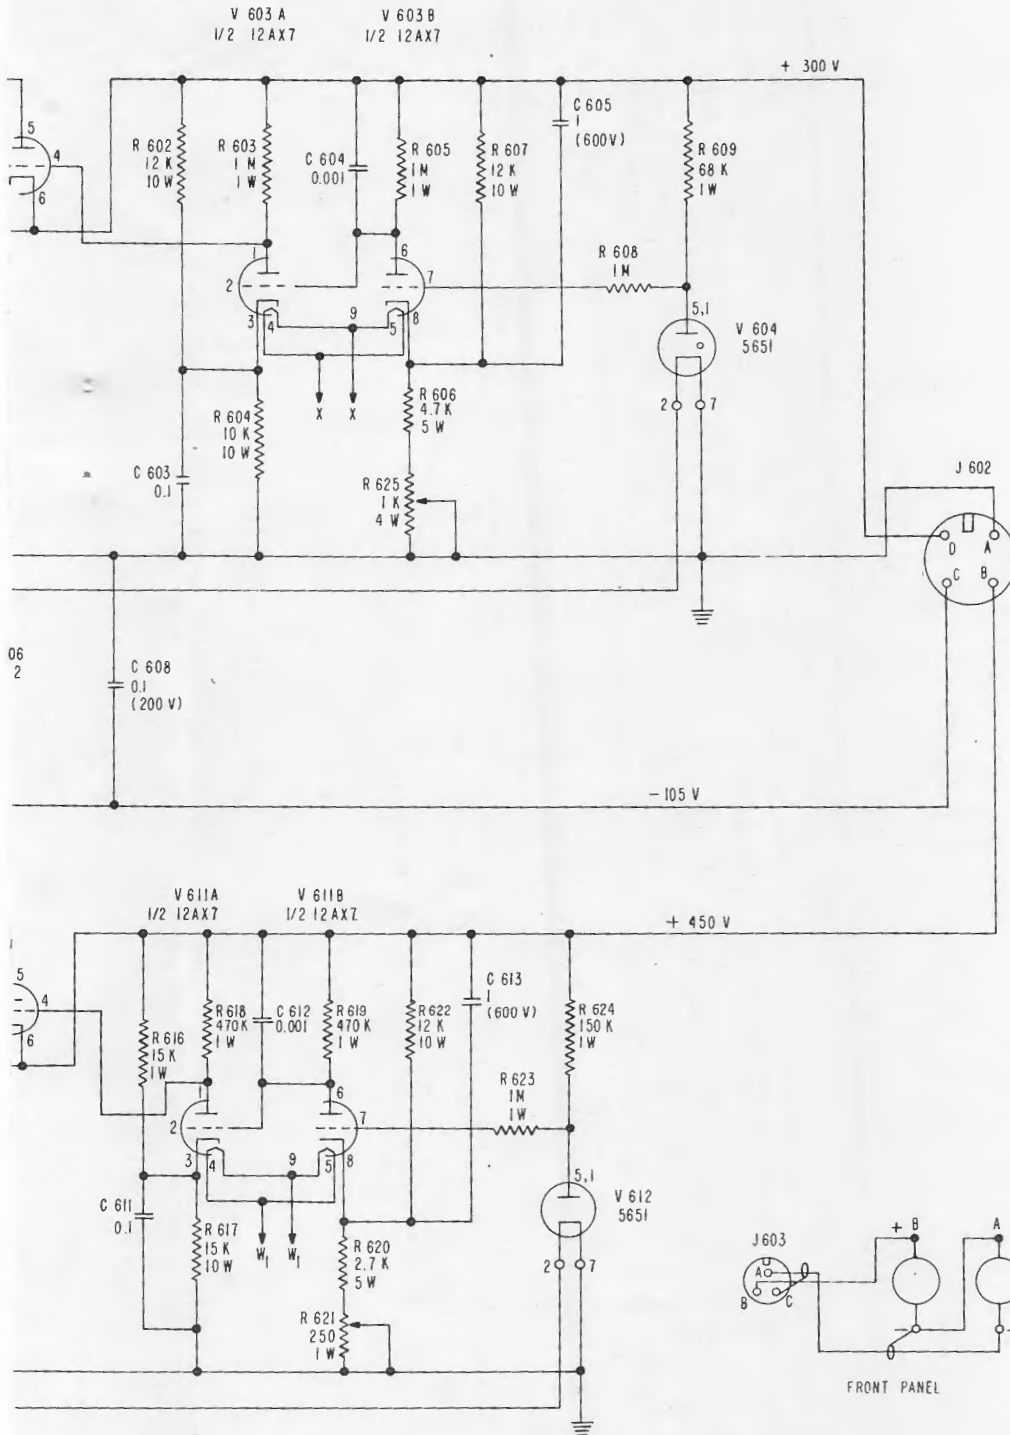 V 603 A
1/2 12AX7
V 603 B
1/2 12AX7
+ 300 V
5
4
6
R 602
12 K
10 W
R 603
1 M
1 W
C 604
0.001
R 605
1M
1 W
R 607
12 K
10 W
C 605
1
(600V)
R 609
68 K
1 W
1
2
3
4
9
6
7
5
8
R 608
1M
5,1
V 604
5651
2
7
X
X
R 606
4.7 K
5 W
R 604
10 K
10 W
C 603
0.1
R 625
1 K
4 W
J 602
D
A
C
B
06
2
C 608
0.1
(200 V)
-105 V
V 611A
1/2 12AX7
V 611B
1/2 12AX7
+ 450 V
5
4
6
R 616
15 K
1 W
R 618
470K
1 W
C 612
0.001
R 619
470 K
1 W
R 622
12 K
10 W
C 613
1
(600 V)
R 624
150 K
1 W
R 623
1M
1W
1
2
3
4
9
6
7
5
8
5,1
V 612
5651
2
7
C 611
0.1
R 617
15 K
10 W
W1
W1
R 620
2.7 K
5 W
R 621
250
1 W
J603
A
B
C
+ B
A
-
-
FRONT PANEL